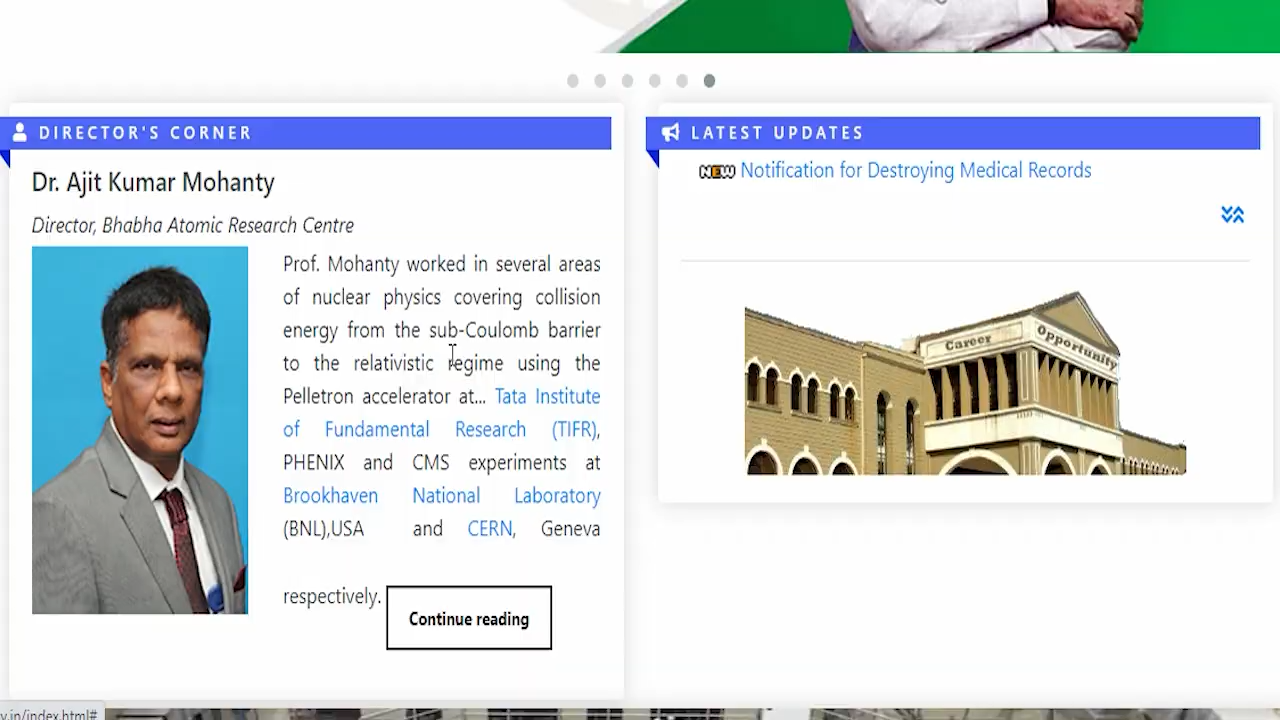 DIRECTOR'S CORNER
Dr. Ajit Kumar Mohanty
Director, Bhabha Atomic Research Centre
Prof. Mohanty worked in several areas
of nuclear physics covering collision
energy from the sub-Coulomb barrier
to the relativistic regime using the
Pelletron accelerator at... Tata Institute
of Fundamental Research (TIFR),
PHENIX and CMS experiments at
Brookhaven National Laboratory
(BNL),USA and CERN, Geneva
respectively.
Continue reading
LATEST UPDATES
NEW Notification for Destroying Medical Records
Career Opportunity
v.in/index.html#